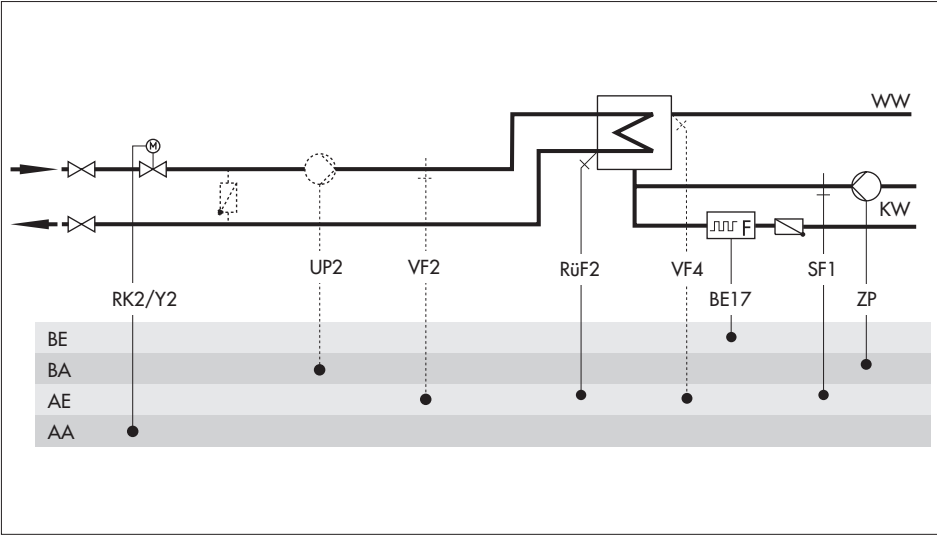 WW
M
KW
F
UP2 VF2 RüF2 VF4 SF1
RK2/Y2 BE17 ZP
BE
BA
AE
AA